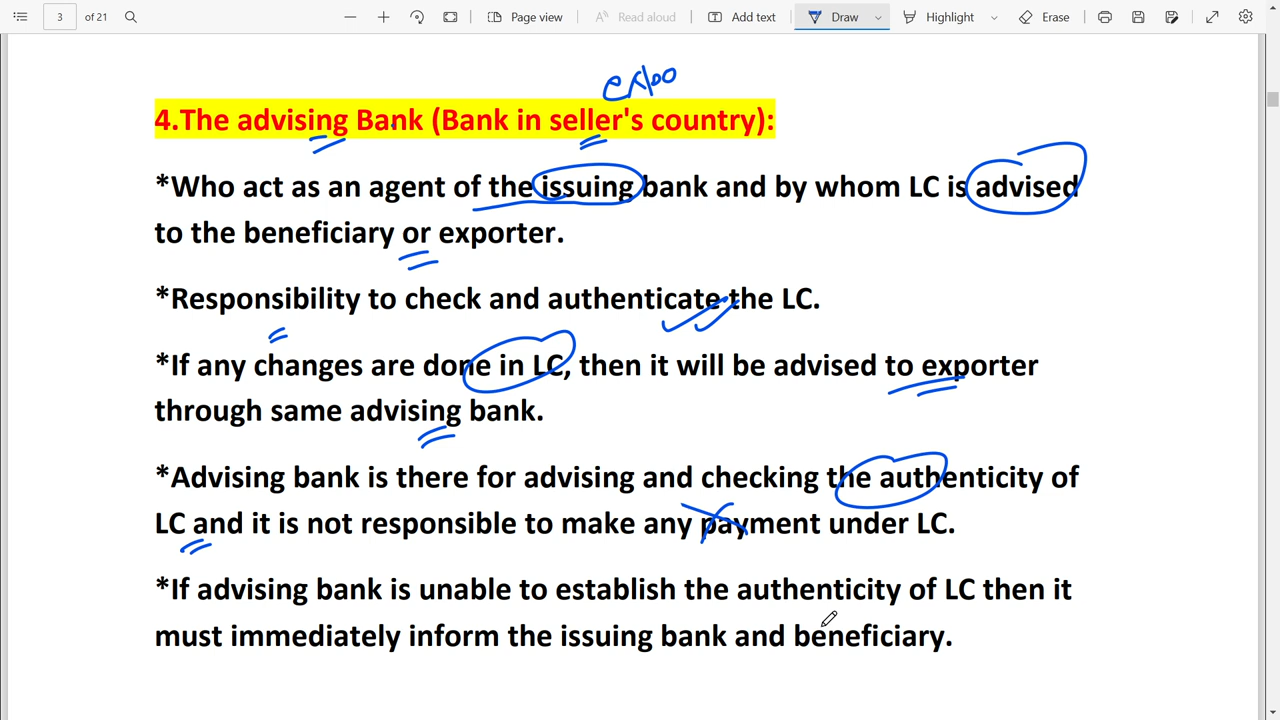 3 of 21 Page view Read aloud Add text Draw Highlight Erase
expo
4.The advising Bank (Bank in seller's country):
*Who act as an agent of the issuing bank and by whom LC is advised
to the beneficiary or exporter.
*Responsibility to check and authenticate the LC.
*If any changes are done in LC, then it will be advised to exporter
through same advising bank.
*Advising bank is there for advising and checking the authenticity of
LC and it is not responsible to make any payment under LC.
*If advising bank is unable to establish the authenticity of LC then it
must immediately inform the issuing bank and beneficiary.